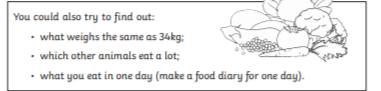 You could also try to find out:
• what weighs the same as 34kg;
• which other animals eat a lot;
• what you eat in one day (make a food diary for one day).